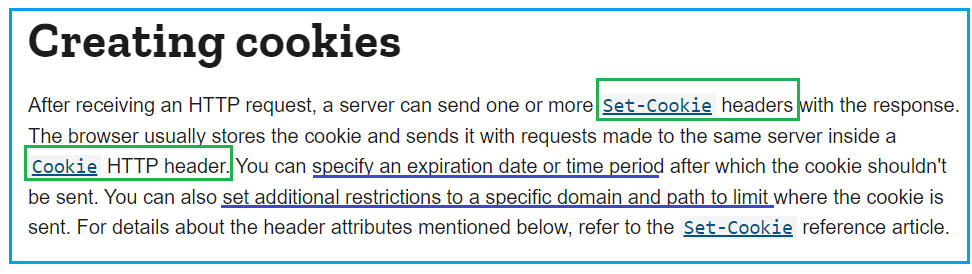 Creating cookies
After receiving an HTTP request, a server can send one or more Set-Cookie headers with the response.
The browser usually stores the cookie and sends it with requests made to the same server inside a
Cookie HTTP header. You can specify an expiration date or time period after which the cookie shouldn't
be sent. You can also set additional restrictions to a specific domain and path to limit where the cookie is
sent. For details about the header attributes mentioned below, refer to the Set-Cookie reference article.